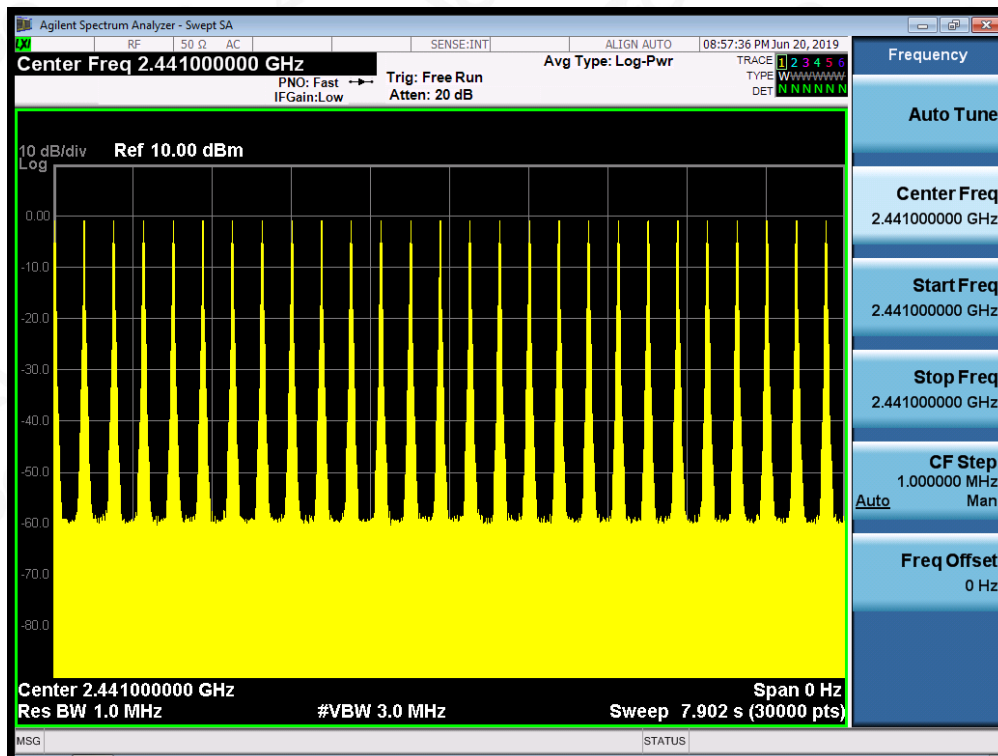 Agilent Spectrum Analyzer - Swept SA
LXI RF 50 Ω AC SENSE:INT ALIGN AUTO 08:57:36 PM Jun 20, 2019
Center Freq 2.441000000 GHz
PNO: Fast
IFGain:Low
Trig: Free Run
Atten: 20 dB
Avg Type: Log-Pwr
TRACE 1 2 3 4 5 6
TYPE WWWWWW
DET N N N N N N
10 dB/div Ref 10.00 dBm
Log
0.00
-10.0
-20.0
-30.0
-40.0
-50.0
-60.0
-70.0
-80.0
Center 2.441000000 GHz Span 0 Hz
Res BW 1.0 MHz #VBW 3.0 MHz Sweep 7.902 s (30000 pts)
MSG STATUS
Frequency
Auto Tune
Center Freq
2.441000000 GHz
Start Freq
2.441000000 GHz
Stop Freq
2.441000000 GHz
CF Step
1.000000 MHz
Auto Man
Freq Offset
0 Hz